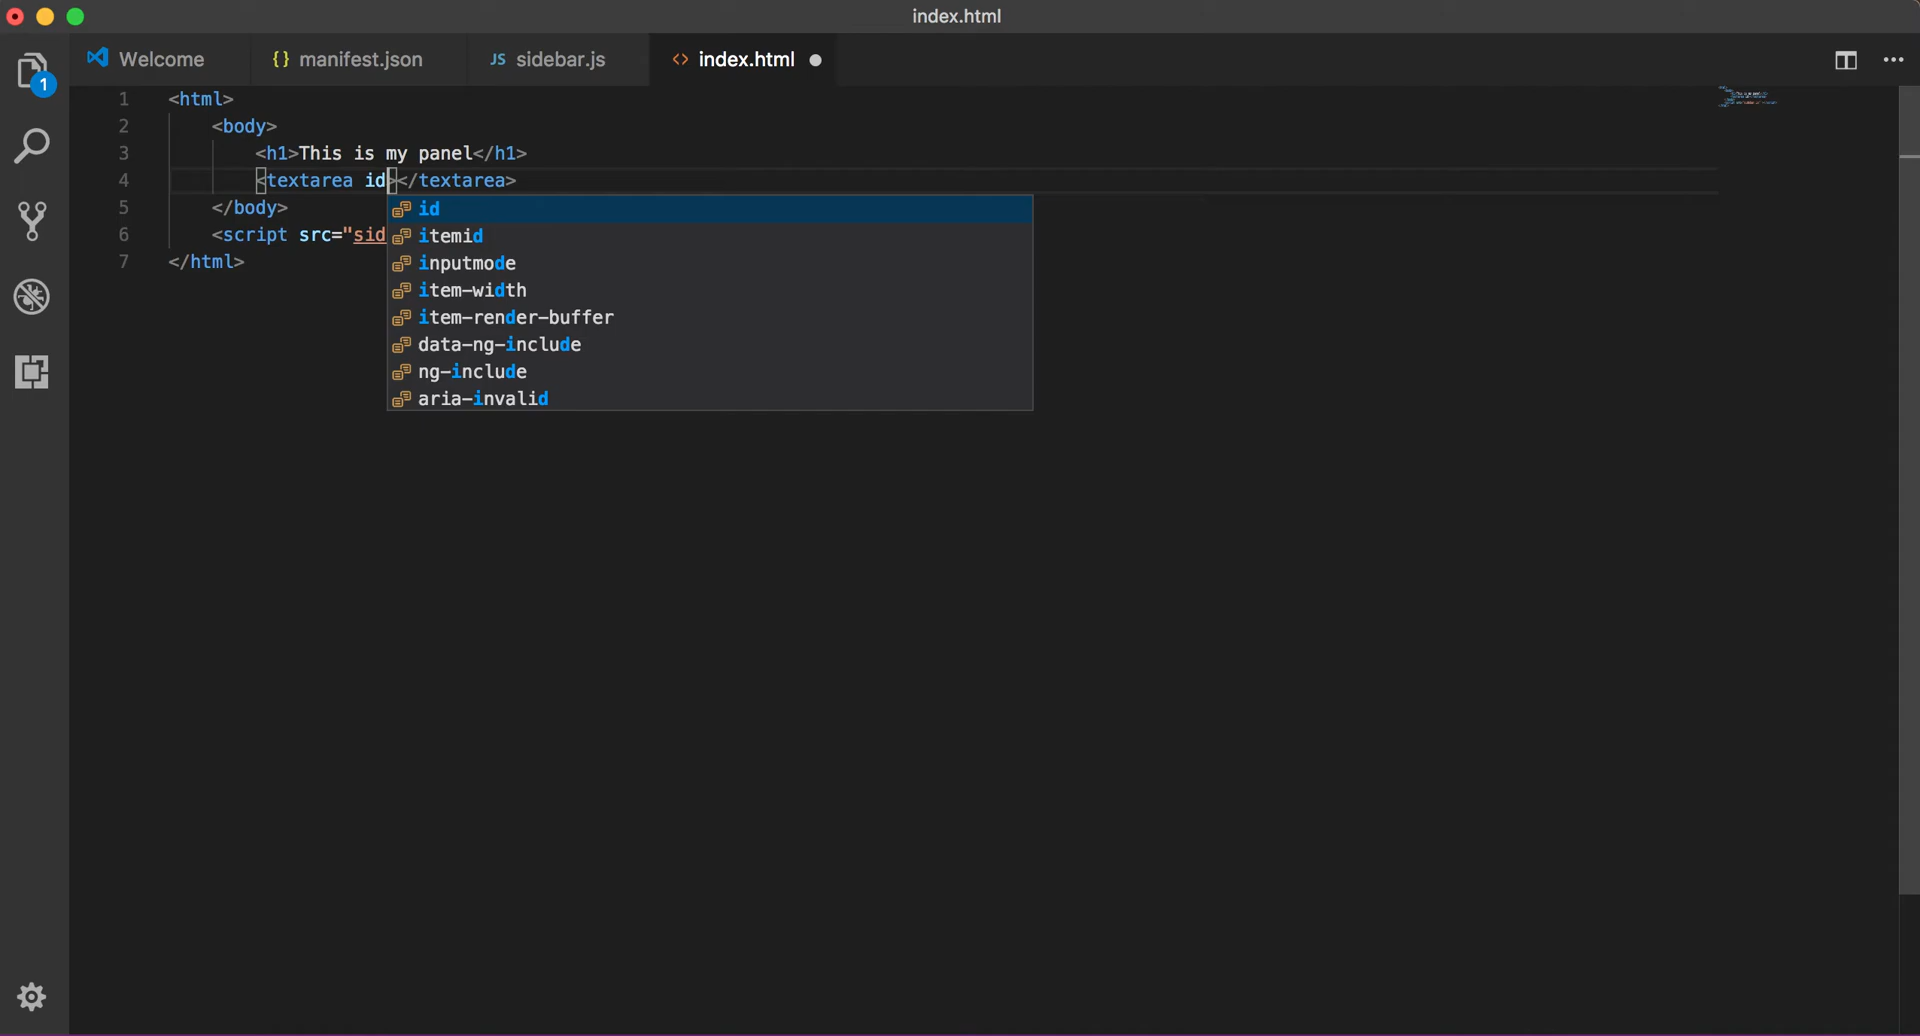 index.html
1
Welcome
{} manifest.json
JS sidebar.js
<> index.html
1 <html>
2 <body>
3 <h1>This is my panel</h1>
4 <textarea id></textarea>
5 </body>
6 <script src="sid
7 </html>
id
itemid
inputmode
item-width
item-render-buffer
data-ng-include
ng-include
aria-invalid